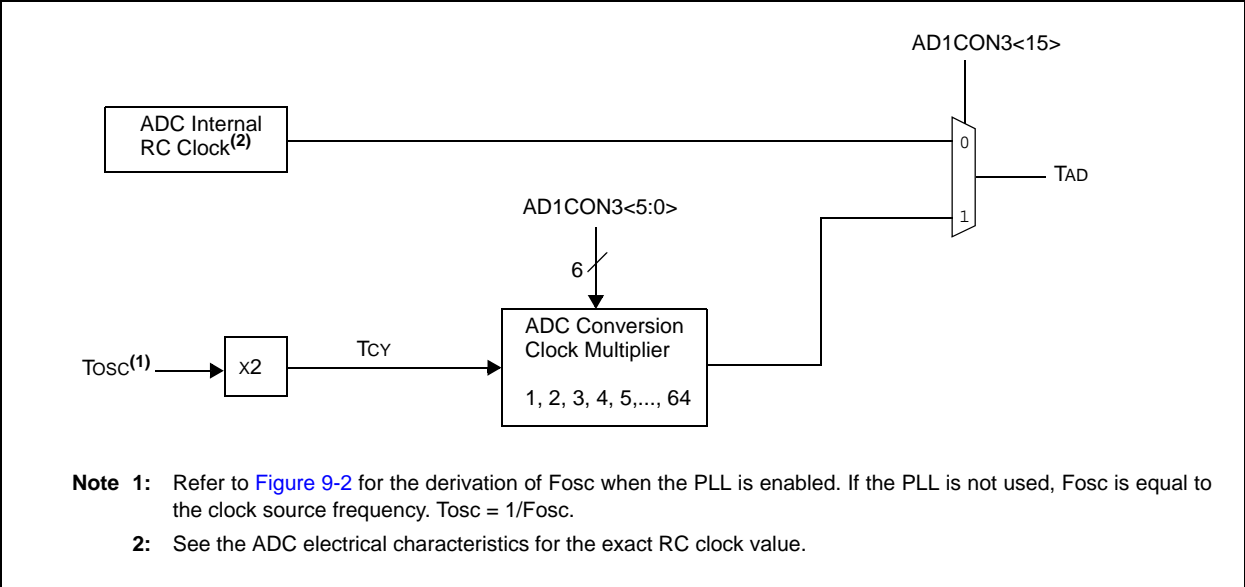 AD1CON3<15>
ADC Internal
RC Clock(2)
0
TAD
AD1CON3<5:0>
1
6
ADC Conversion
Clock Multiplier
1, 2, 3, 4, 5,..., 64
TOSC(1)
X2
TCY
Note 1: Refer to Figure 9-2 for the derivation of Fosc when the PLL is enabled. If the PLL is not used, Fosc is equal to
the clock source frequency. Tosc = 1/Fosc.
2: See the ADC electrical characteristics for the exact RC clock value.